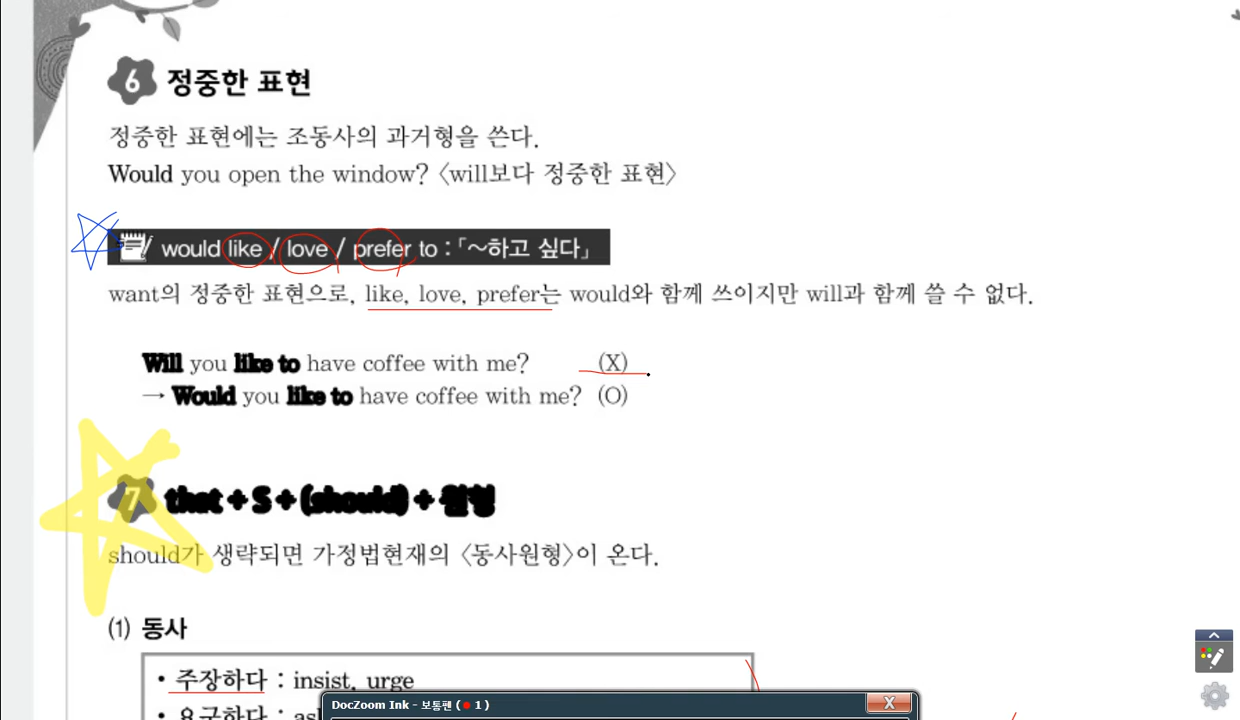 6 정중한 표현
정중한 표현에는 조동사의 과거형을 쓴다.
Would you open the window? 〈will보다 정중한 표현〉
would like / love / prefer to : 「~하고 싶다」
want의 정중한 표현으로, like, love, prefer는 would와 함께 쓰이지만 will과 함께 쓸 수 없다.
Will you like to have coffee with me? (X)
→ Would you like to have coffee with me? (O)
7 that + S + (should) + 원형
should가 생략되면 가정법현재의 〈동사원형〉이 온다.
(1) 동사
• 주장하다 : insist, urge
• 요구하다 :
DocZoom Ink - 보통펜 ( 1 )